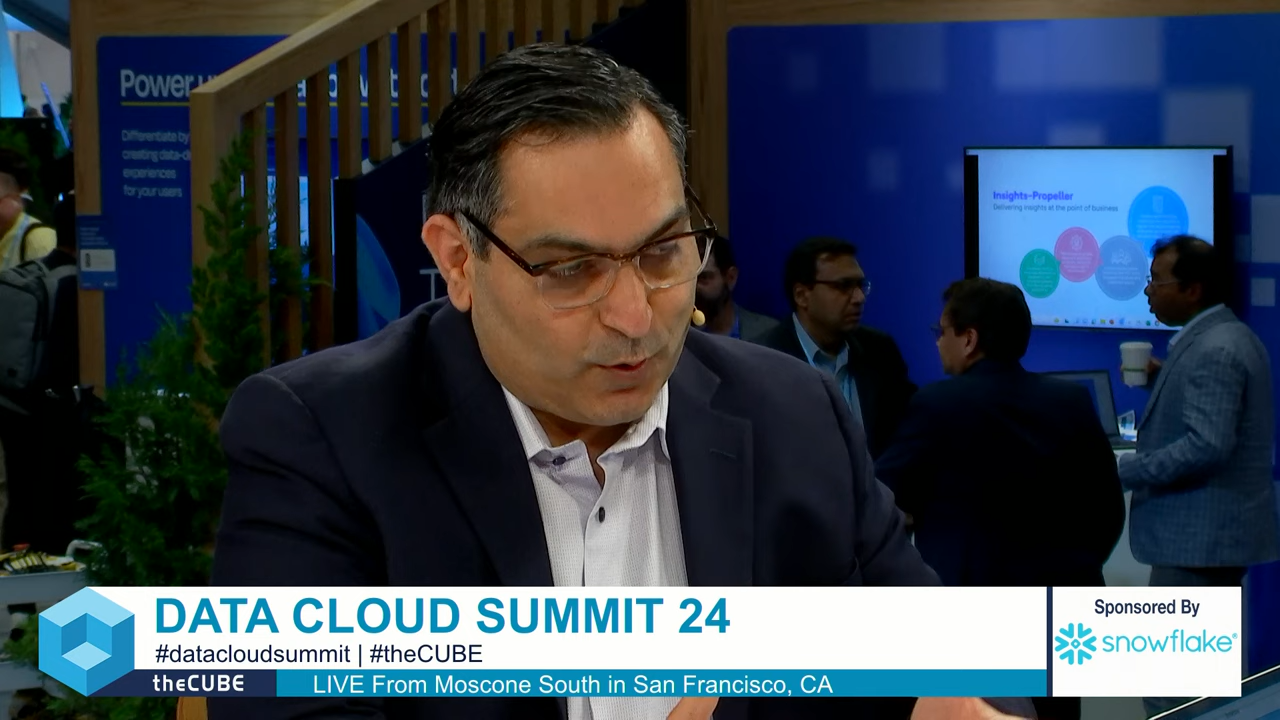 Power
Differentiate by
creating data-d
experiences
for your users
Insights-Propeller
Delivering insights at the point of business
DATA CLOUD SUMMIT 24
#datacloudsummit | #theCUBE
theCUBE
LIVE From Moscone South in San Francisco, CA
Sponsored By
snowflake®